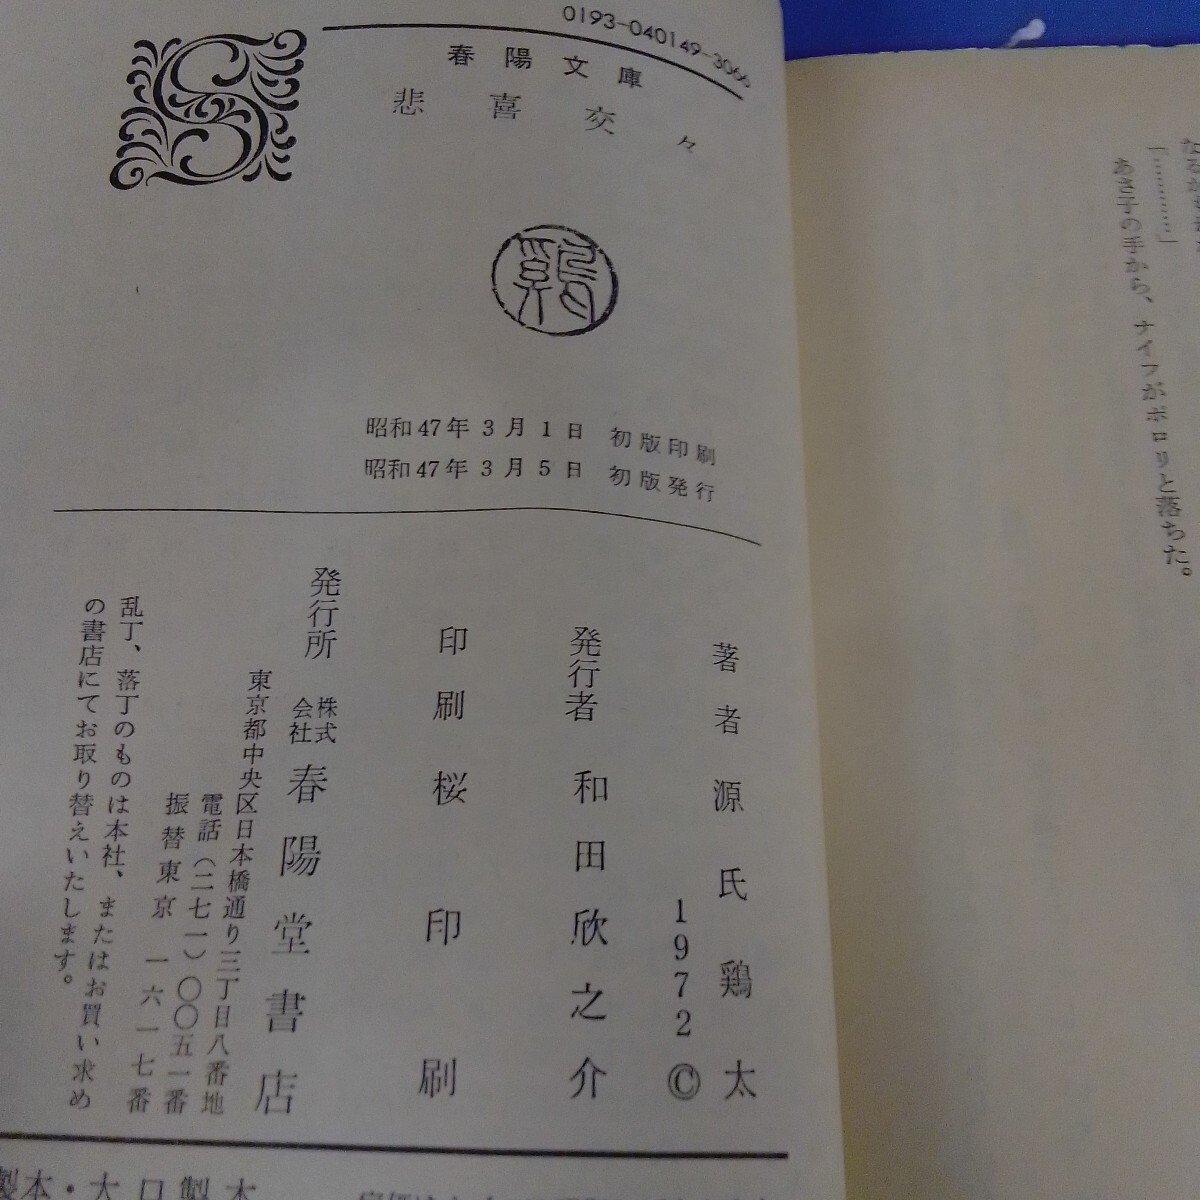 0193-040149-3066
春陽文庫
悲喜交々
鷄
昭和47年3月1日 初版印刷
昭和47年3月5日 初版発行
著者 源氏鶏太
1972©
発行者 和田欣之介
印刷 桜印刷
発行所 株式会社 春陽堂書店
東京都中央区日本橋通り三丁目八番地
電話(二七一)〇〇五一番
振替東京 一六一七番
乱丁、落丁のものは本社、またはお買い求め
の書店にてお取り替えいたします。
製本・大口製本
「…………」
あさ子の手から、ナイフがポロリと落ちた。